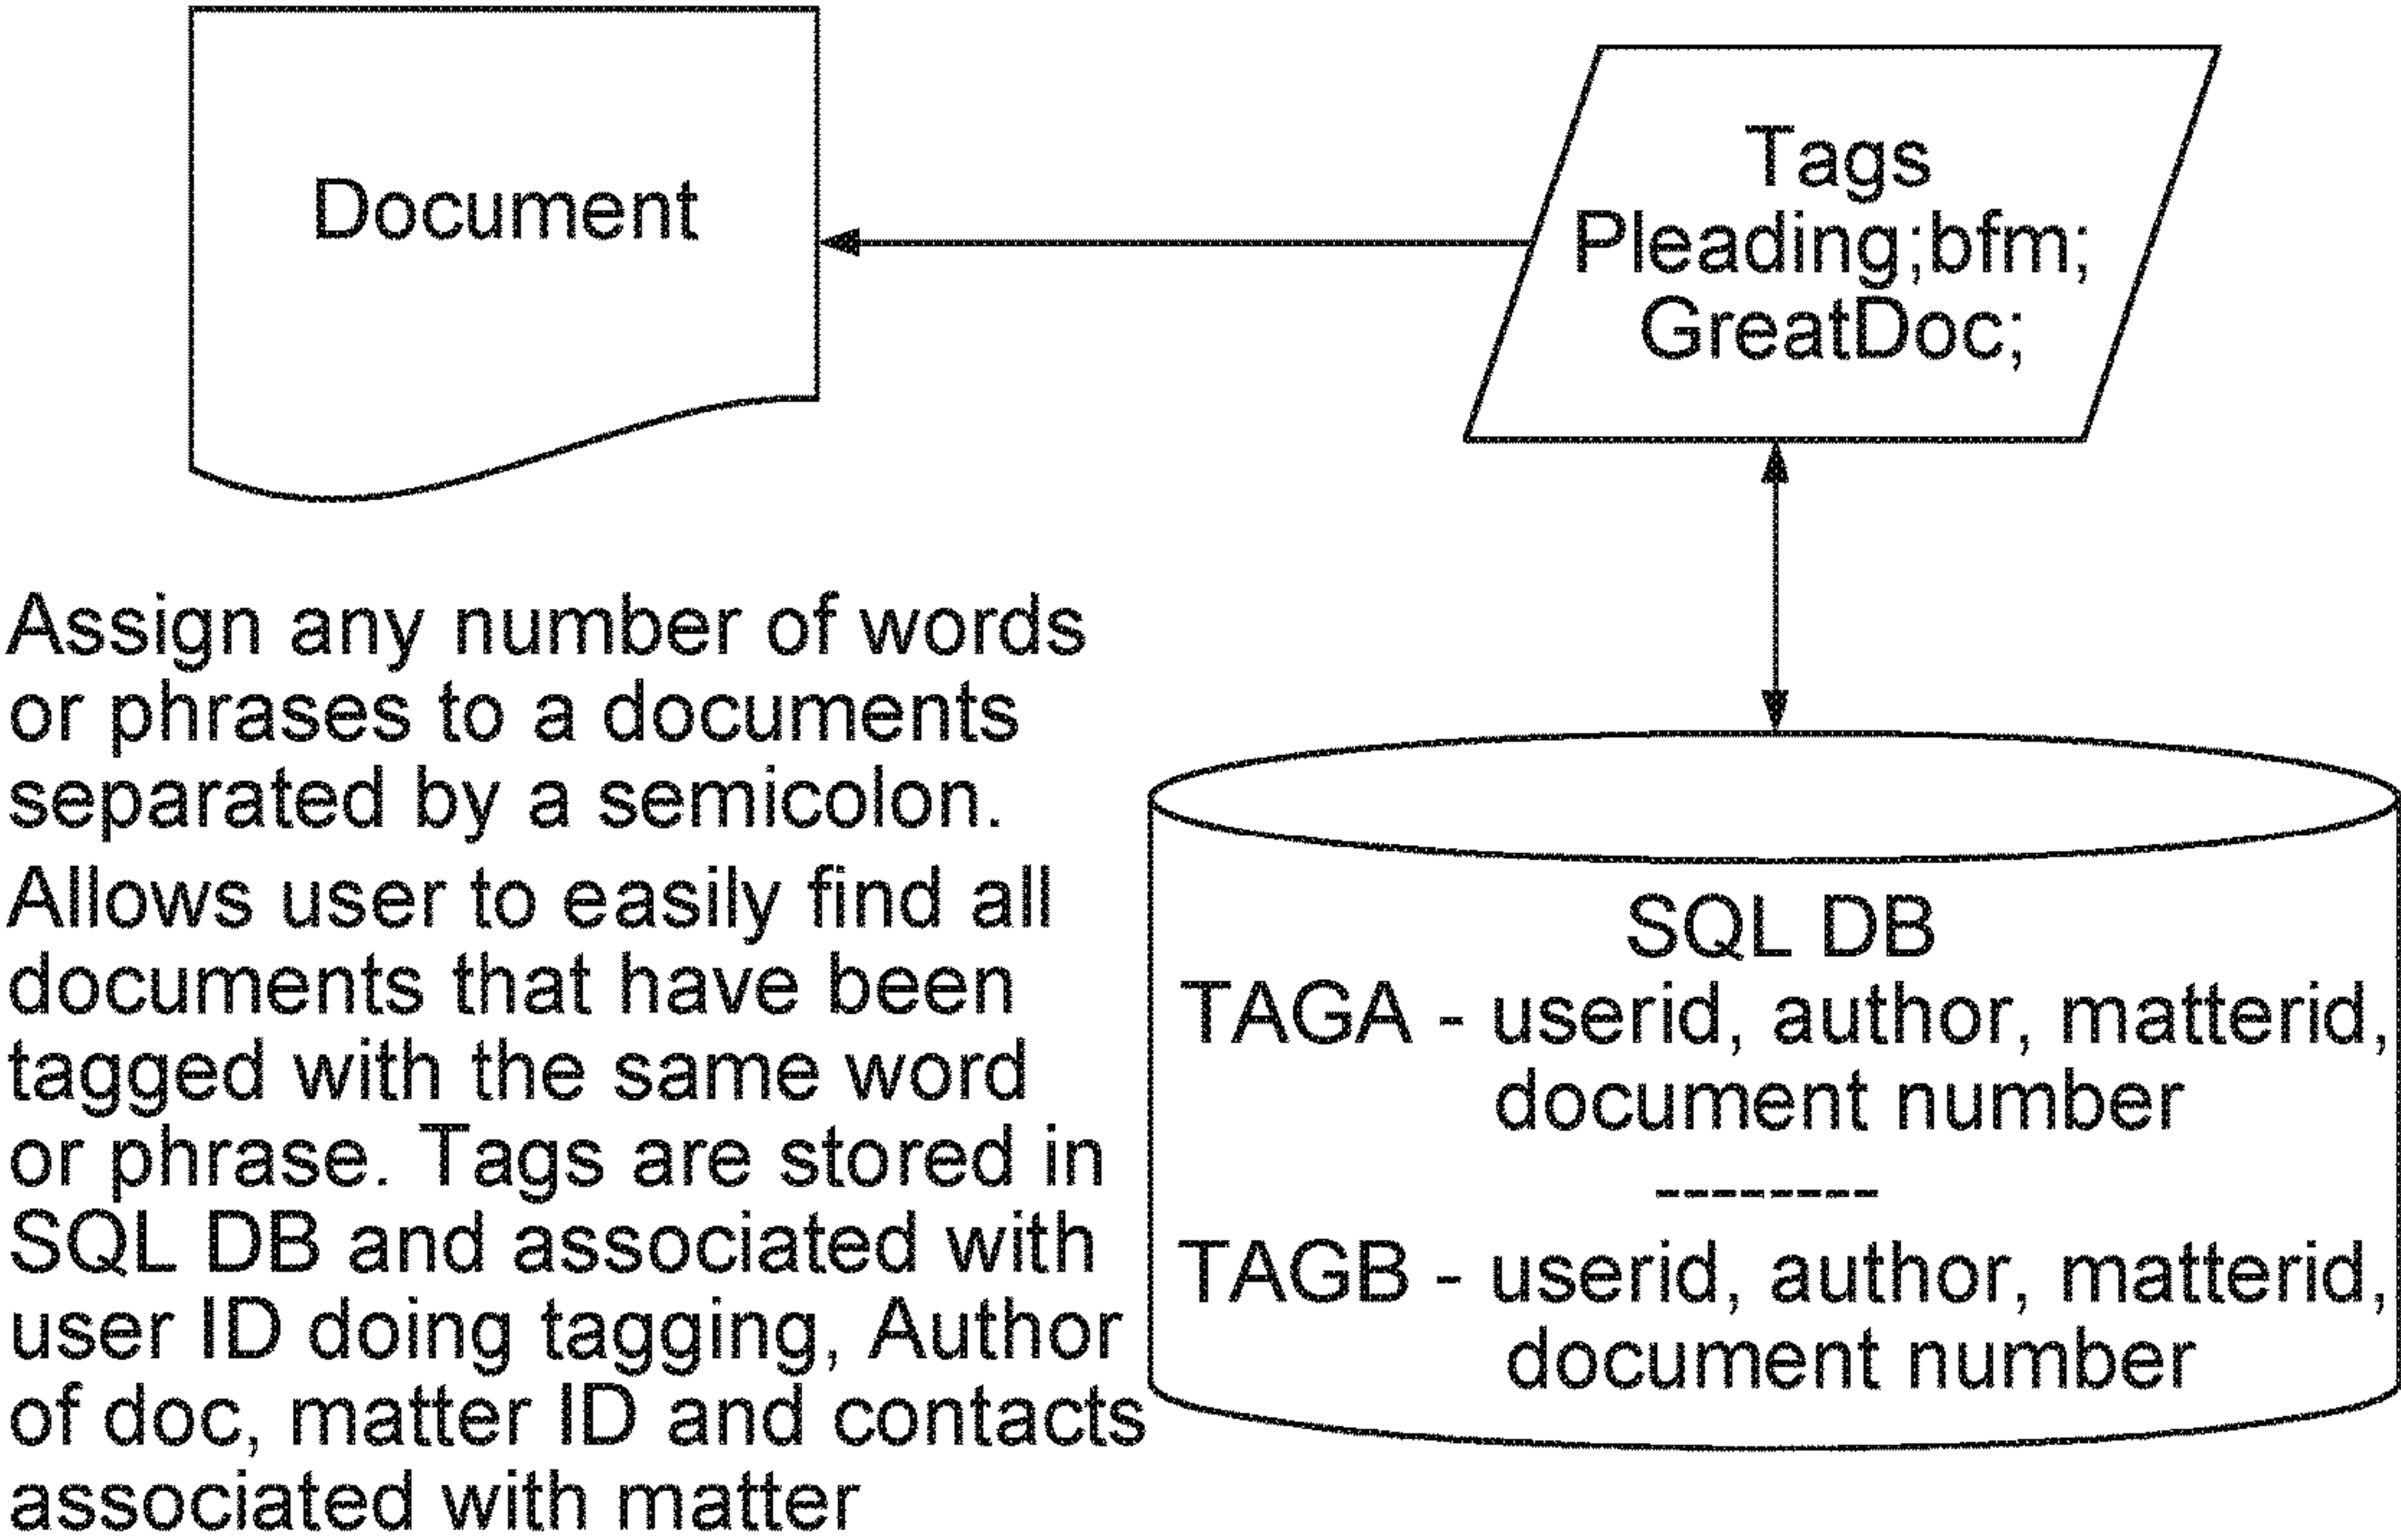 Document
Tags
Pleading;bfm;
GreatDoc;
Assign any number of words
or phrases to a documents
separated by a semicolon.
Allows user to easily find all
documents that have been
tagged with the same word
or phrase. Tags are stored in
SQL DB and associated with
user ID doing tagging, Author
of doc, matter ID and contacts
associated with matter
SQL DB
TAGA - userid, author, matterid,
document number
--------
TAGB - userid, author, matterid,
document number